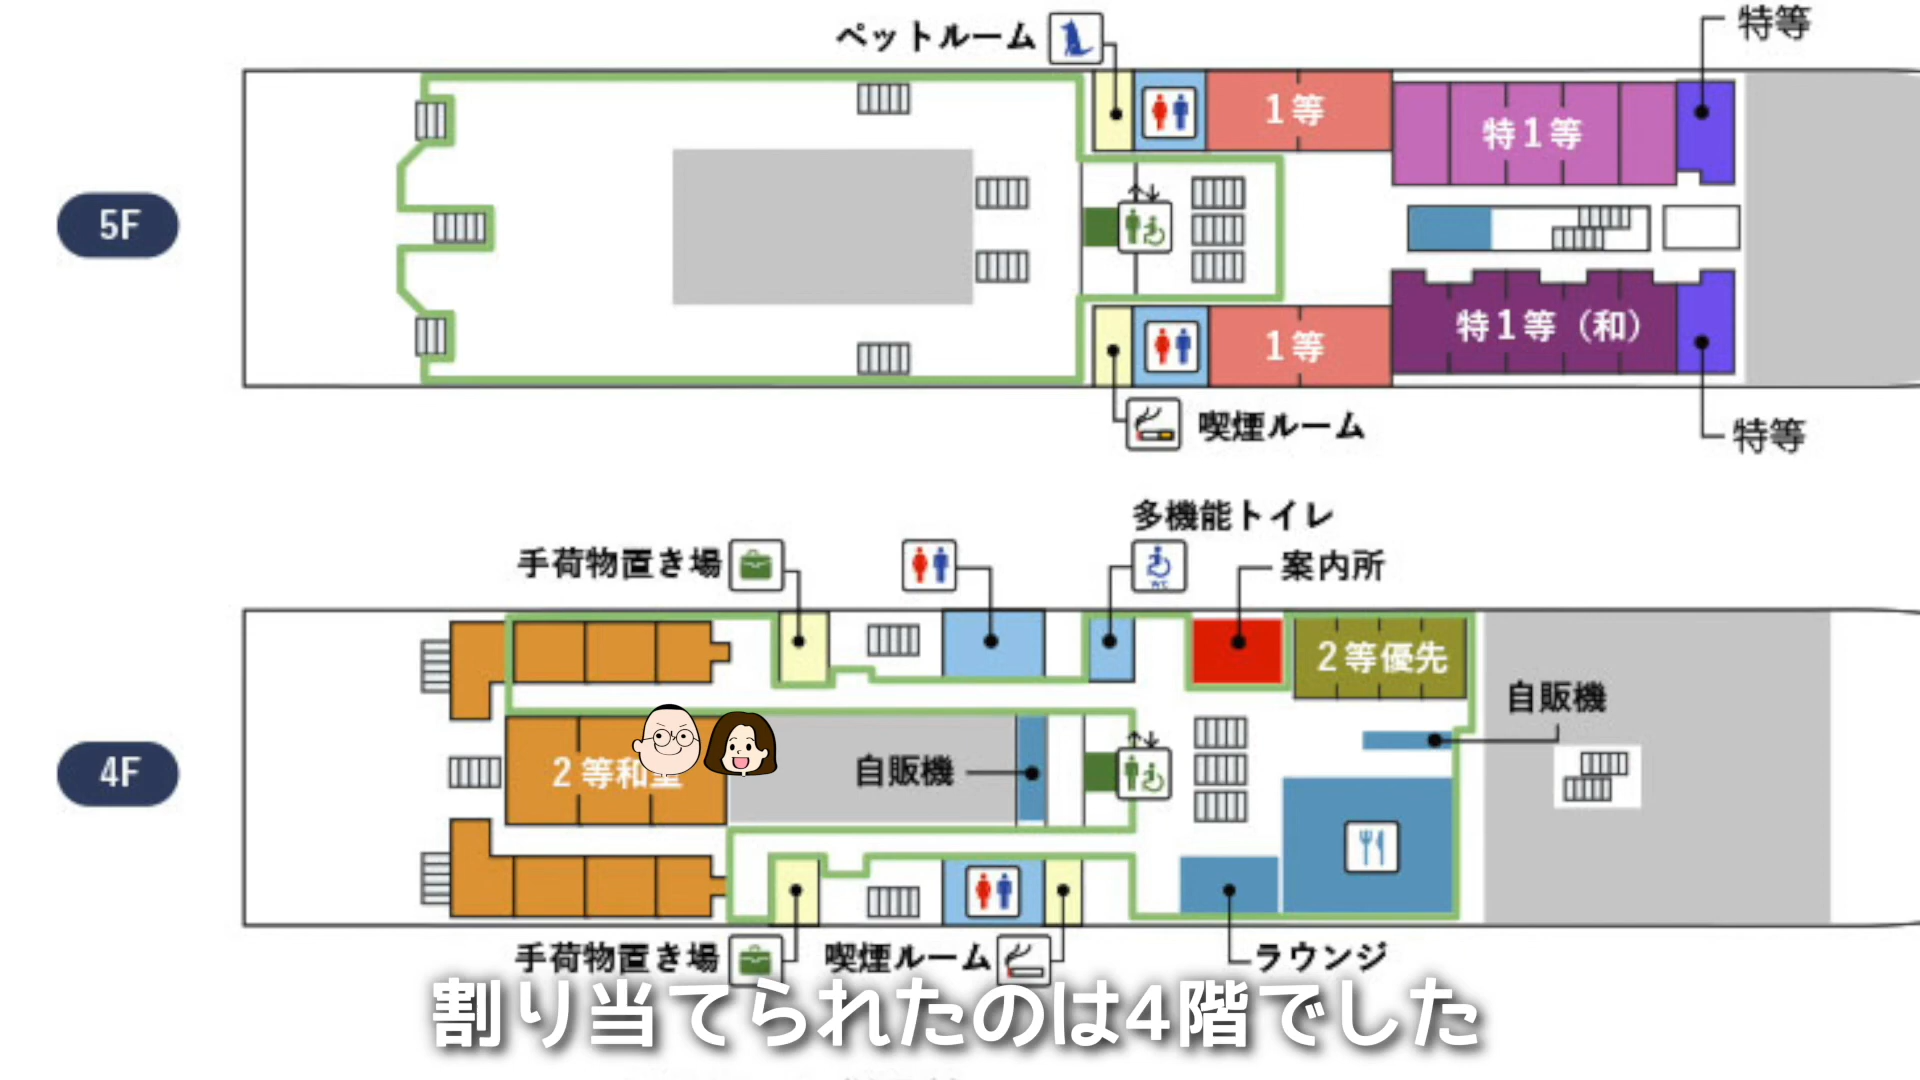 ペットルーム
特等
1等
特1等
5F
1等
特1等（和）
喫煙ルーム
特等
多機能トイレ
手荷物置き場
WC
案内所
2等優先
自販機
4F
2等和室
自販機
手荷物置き場
喫煙ルーム
ラウンジ
割り当てられたのは4階でした